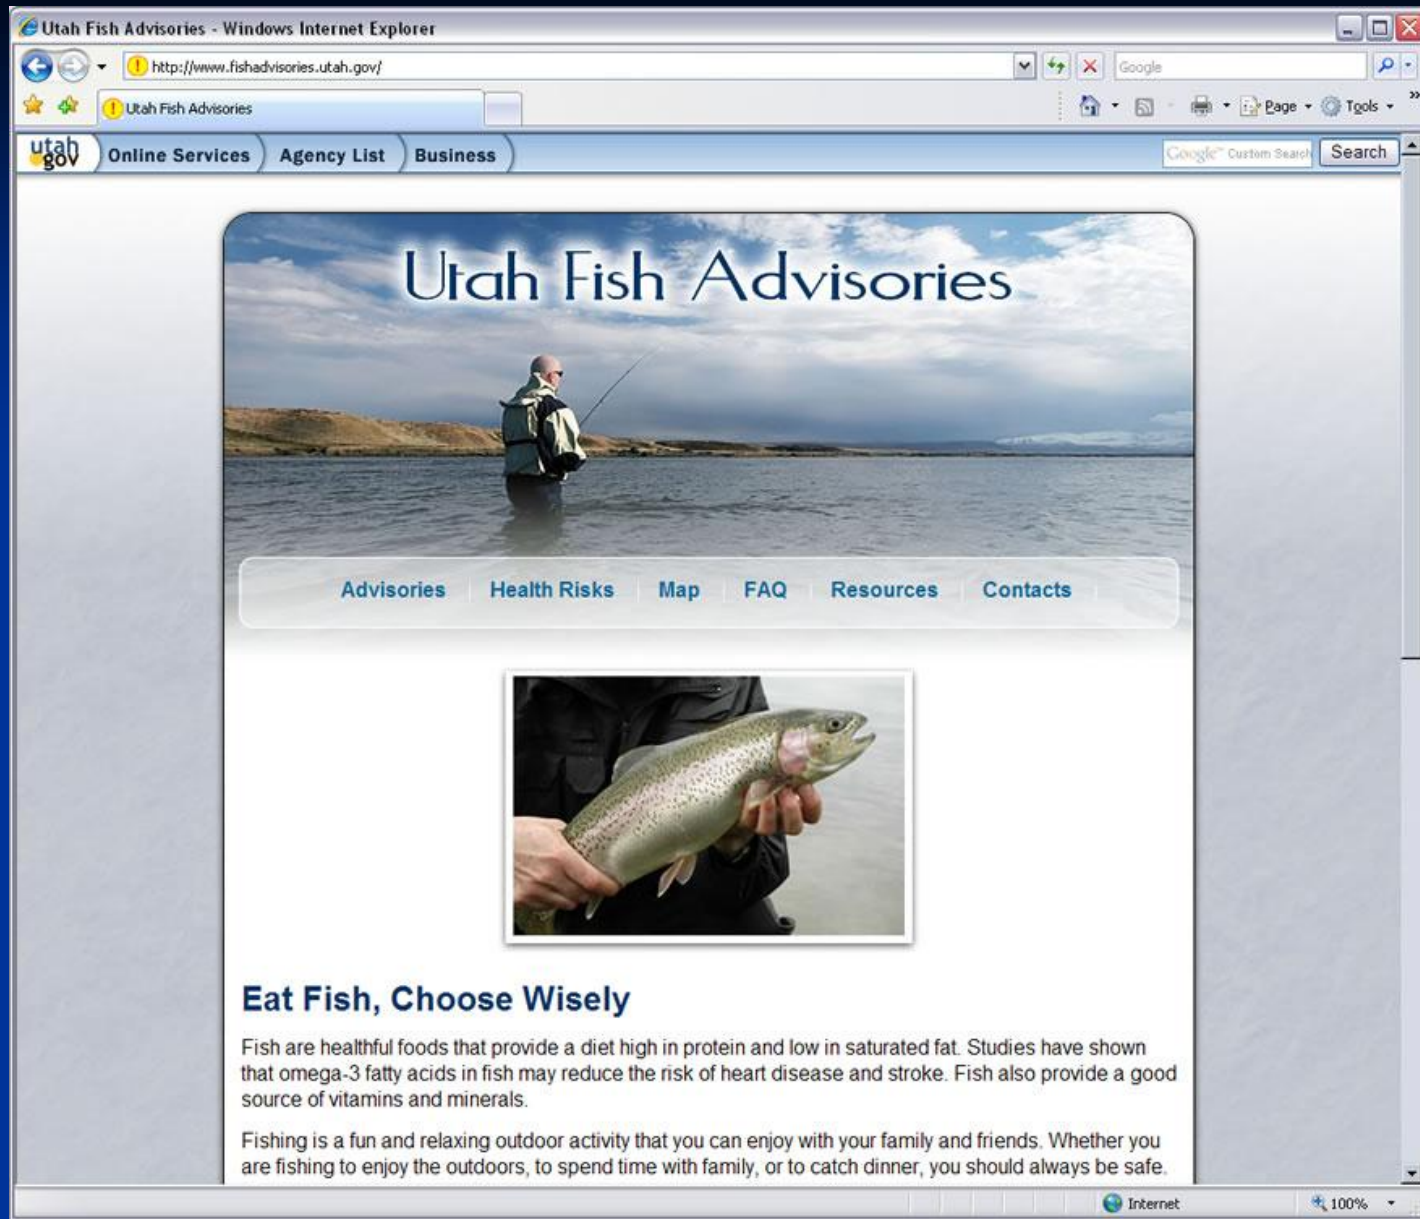 Utah Fish Advisories - Windows Internet Explorer
http://www.fishadvisories.utah.gov/
Google
Utah Fish Advisories
Page
Tools
utah gov
Online Services
Agency List
Business
Google™ Custom Search
Search
Utah Fish Advisories
Advisories
Health Risks
Map
FAQ
Resources
Contacts
Eat Fish, Choose Wisely
Fish are healthful foods that provide a diet high in protein and low in saturated fat. Studies have shown
that omega-3 fatty acids in fish may reduce the risk of heart disease and stroke. Fish also provide a good
source of vitamins and minerals.
Fishing is a fun and relaxing outdoor activity that you can enjoy with your family and friends. Whether you
are fishing to enjoy the outdoors, to spend time with family, or to catch dinner, you should always be safe.
Internet
100%